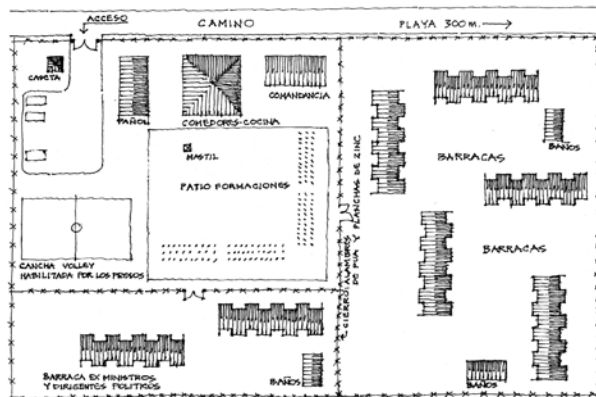 ACCESO
CAMINO
PLAYA 300 m.
CASETA
PAÑOL
COMEDORES-COCINA
COMANDANCIA
BAÑOS
MASTIL
PATIO FORMACIONES
BARRACAS
CIERRO ALAMBRES
DE PUA Y PLANCHAS DE ZINC
BARRACAS
CANCHA VOLLEY
HABILITADA POR LOS PRESOS
BARRACA EX MINISTROS
Y DIRIGENTES POLITICOS
BAÑOS
BAÑOS